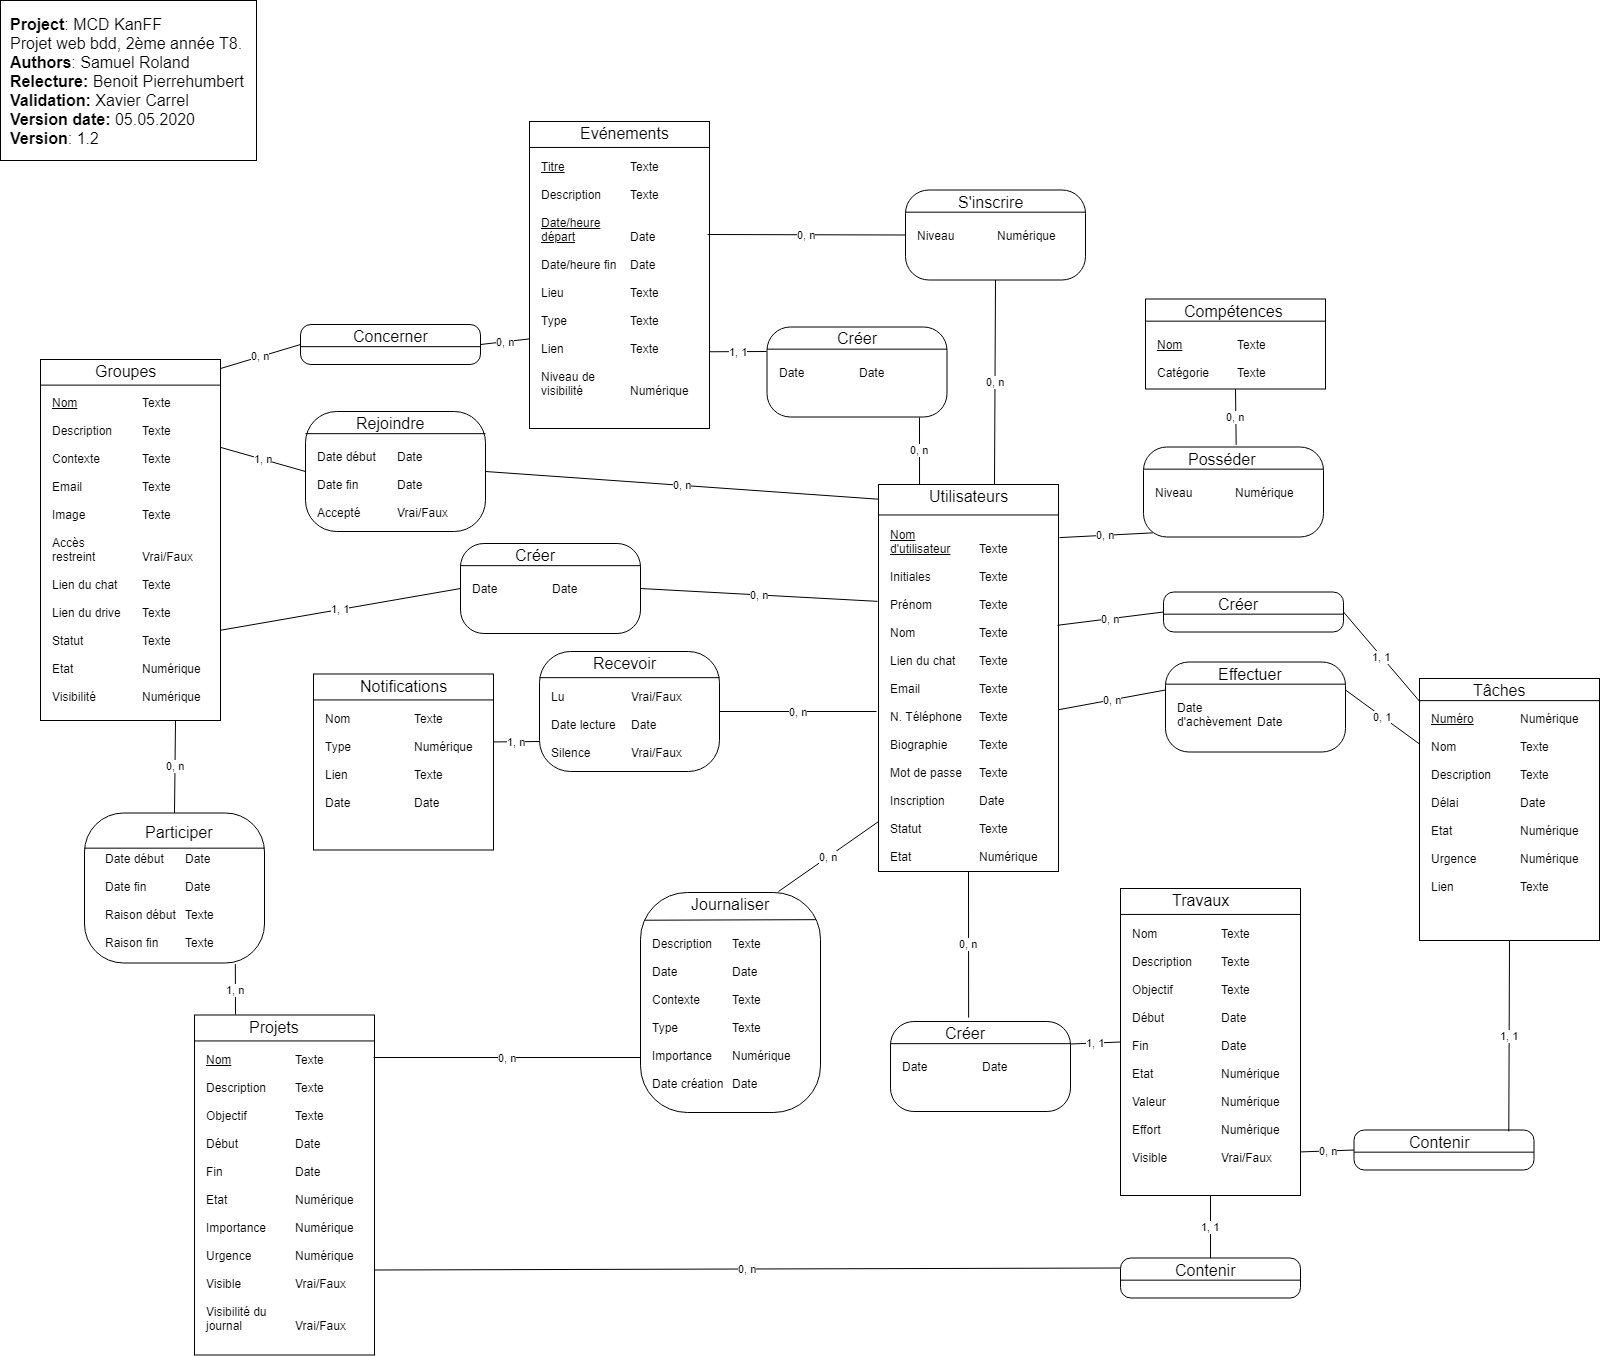 Project: MCD KanFF
Projet web bdd, 2ème année T8.
Authors: Samuel Roland
Relecture: Benoit Pierrehumbert
Validation: Xavier Carrel
Version date: 05.05.2020
Version: 1.2
Evénements
Titre Texte
Description Texte
Date/heure
départ Date
Date/heure fin Date
Lieu Texte
Type Texte
Lien Texte
Niveau de
visibilité Numérique
0, n
S'inscrire
Niveau Numérique
0, n
Concerner
0, n
0, n
1, 1
Créer
Date Date
0, n
Compétences
Nom Texte
Catégorie Texte
0, n
Posséder
Niveau Numérique
0, n
Groupes
Nom Texte
Description Texte
Contexte Texte
Email Texte
Image Texte
Accès
restreint Vrai/Faux
Lien du chat Texte
Lien du drive Texte
Statut Texte
Etat Numérique
Visibilité Numérique
1, n
Rejoindre
Date début Date
Date fin Date
Accepté Vrai/Faux
0, n
1, 1
Créer
Date Date
0, n
Utilisateurs
Nom
d'utilisateur Texte
Initiales Texte
Prénom Texte
Nom Texte
Lien du chat Texte
Email Texte
N. Téléphone Texte
Biographie Texte
Mot de passe Texte
Inscription Date
Statut Texte
Etat Numérique
0, n
Créer
1, 1
0, n
Effectuer
Date
d'achèvement Date
0, 1
Tâches
Numéro Numérique
Nom Texte
Description Texte
Délai Date
Etat Numérique
Urgence Numérique
Lien Texte
Notifications
Nom Texte
Type Numérique
Lien Texte
Date Date
1, n
Recevoir
Lu Vrai/Faux
Date lecture Date
Silence Vrai/Faux
0, n
0, n
Participer
Date début Date
Date fin Date
Raison début Texte
Raison fin Texte
1, n
0, n
Journaliser
Description Texte
Date Date
Contexte Texte
Type Texte
Importance Numérique
Date création Date
0, n
0, n
Créer
Date Date
1, 1
Travaux
Nom Texte
Description Texte
Objectif Texte
Début Date
Fin Date
Etat Numérique
Valeur Numérique
Effort Numérique
Visible Vrai/Faux
1, 1
0, n
Contenir
Projets
Nom Texte
Description Texte
Objectif Texte
Début Date
Fin Date
Etat Numérique
Importance Numérique
Urgence Numérique
Visible Vrai/Faux
Visibilité du
journal Vrai/Faux
1, 1
0, n
Contenir